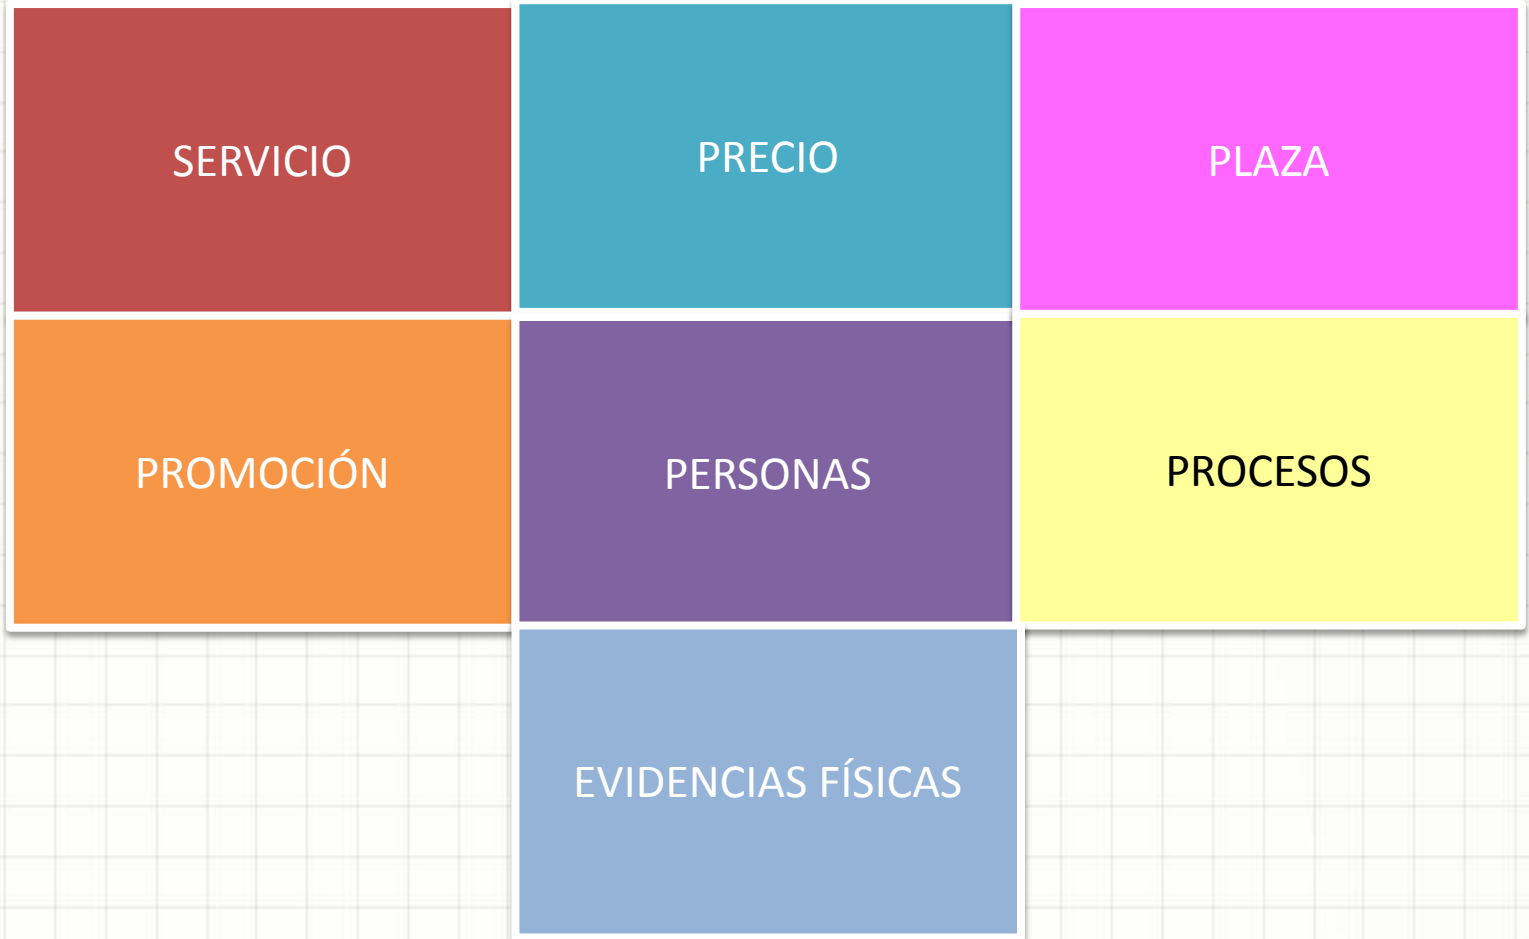 SERVICIO
PRECIO
PLAZA
PROMOCIÓN
PERSONAS
PROCESOS
EVIDENCIAS FÍSICAS